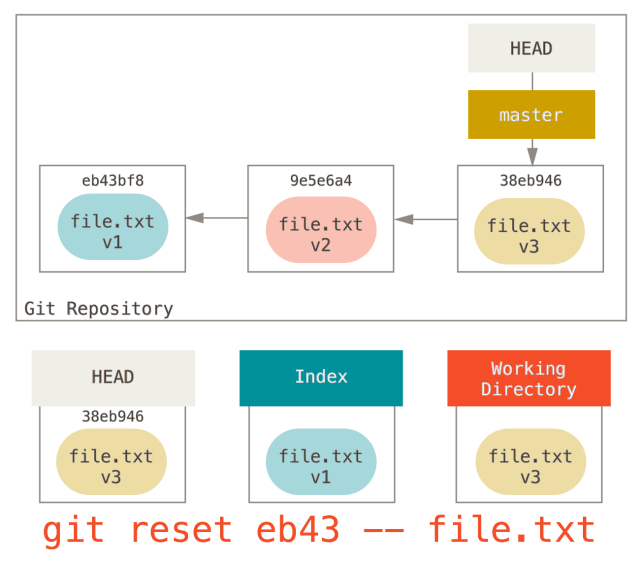 HEAD
master
eb43bf8
9e5e6a4
38eb946
file.txt
v1
file.txt
v2
file.txt
v3
Git Repository
HEAD
Index
Working
Directory
38eb946
file.txt
v3
file.txt
v1
file.txt
v3
git reset eb43 -- file.txt